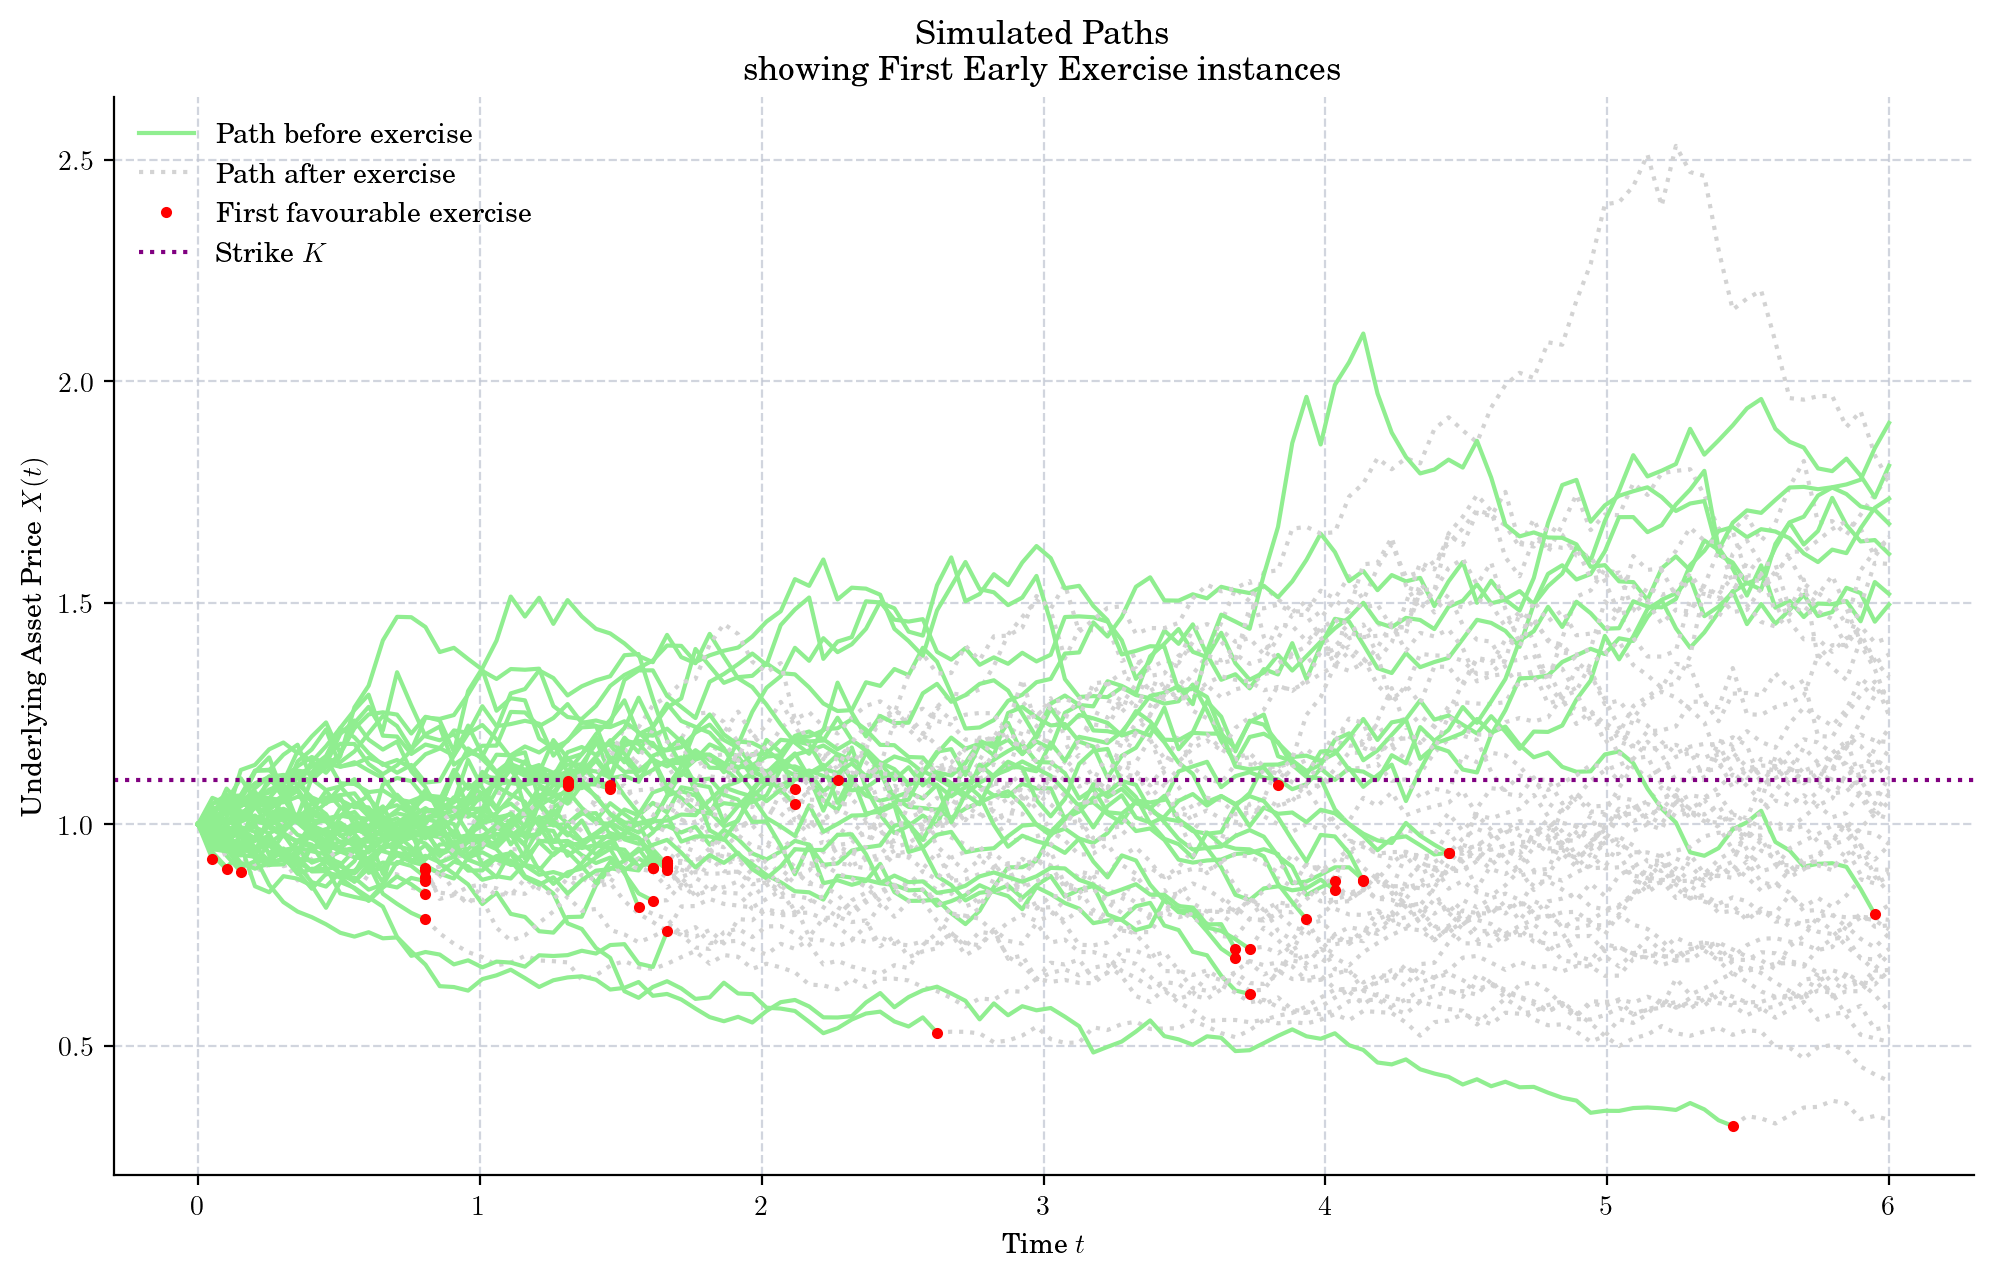 Simulated Paths
showing First Early Exercise instances
Path before exercise
Path after exercise
First favourable exercise
Strike K
Underlying Asset Price X(t)
2.5
2.0
1.5
1.0
0.5
0 1 2 3 4 5 6
Time t